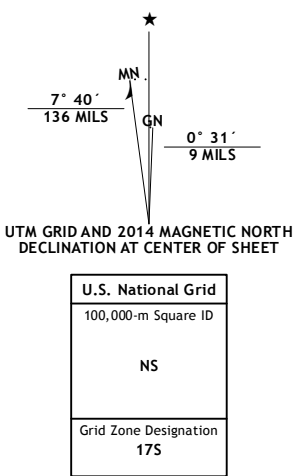 MN
7° 40´
136 MILS
GN
0° 31´
9 MILS
UTM GRID AND 2014 MAGNETIC NORTH
DECLINATION AT CENTER OF SHEET
U.S. National Grid
100,000-m Square ID
NS
Grid Zone Designation
17S